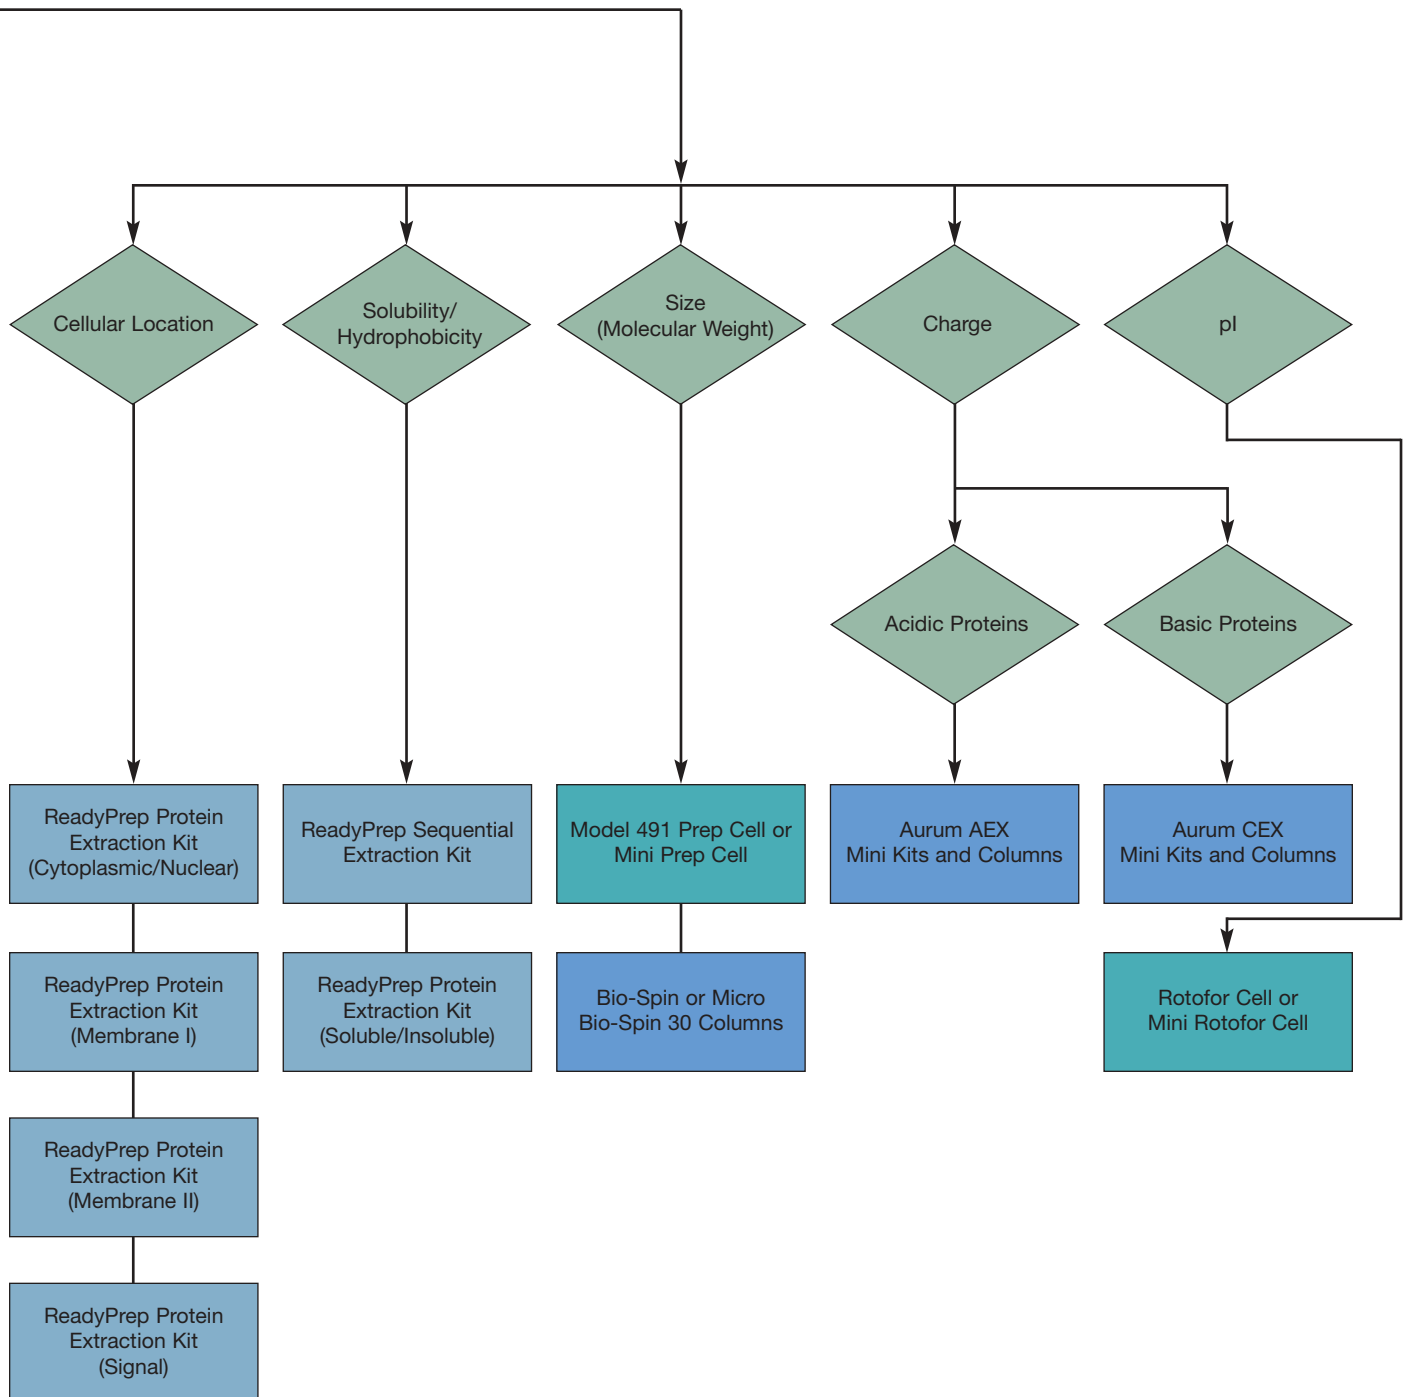 Cellular Location
Solubility/
Hydrophobicity
Size
(Molecular Weight)
Charge
pI
Acidic Proteins
Basic Proteins
ReadyPrep Protein
Extraction Kit
(Cytoplasmic/Nuclear)
ReadyPrep Sequential
Extraction Kit
Model 491 Prep Cell or
Mini Prep Cell
Aurum AEX
Mini Kits and Columns
Aurum CEX
Mini Kits and Columns
ReadyPrep Protein
Extraction Kit
(Membrane I)
ReadyPrep Protein
Extraction Kit
(Soluble/Insoluble)
Bio-Spin or Micro
Bio-Spin 30 Columns
Rotofor Cell or
Mini Rotofor Cell
ReadyPrep Protein
Extraction Kit
(Membrane II)
ReadyPrep Protein
Extraction Kit
(Signal)